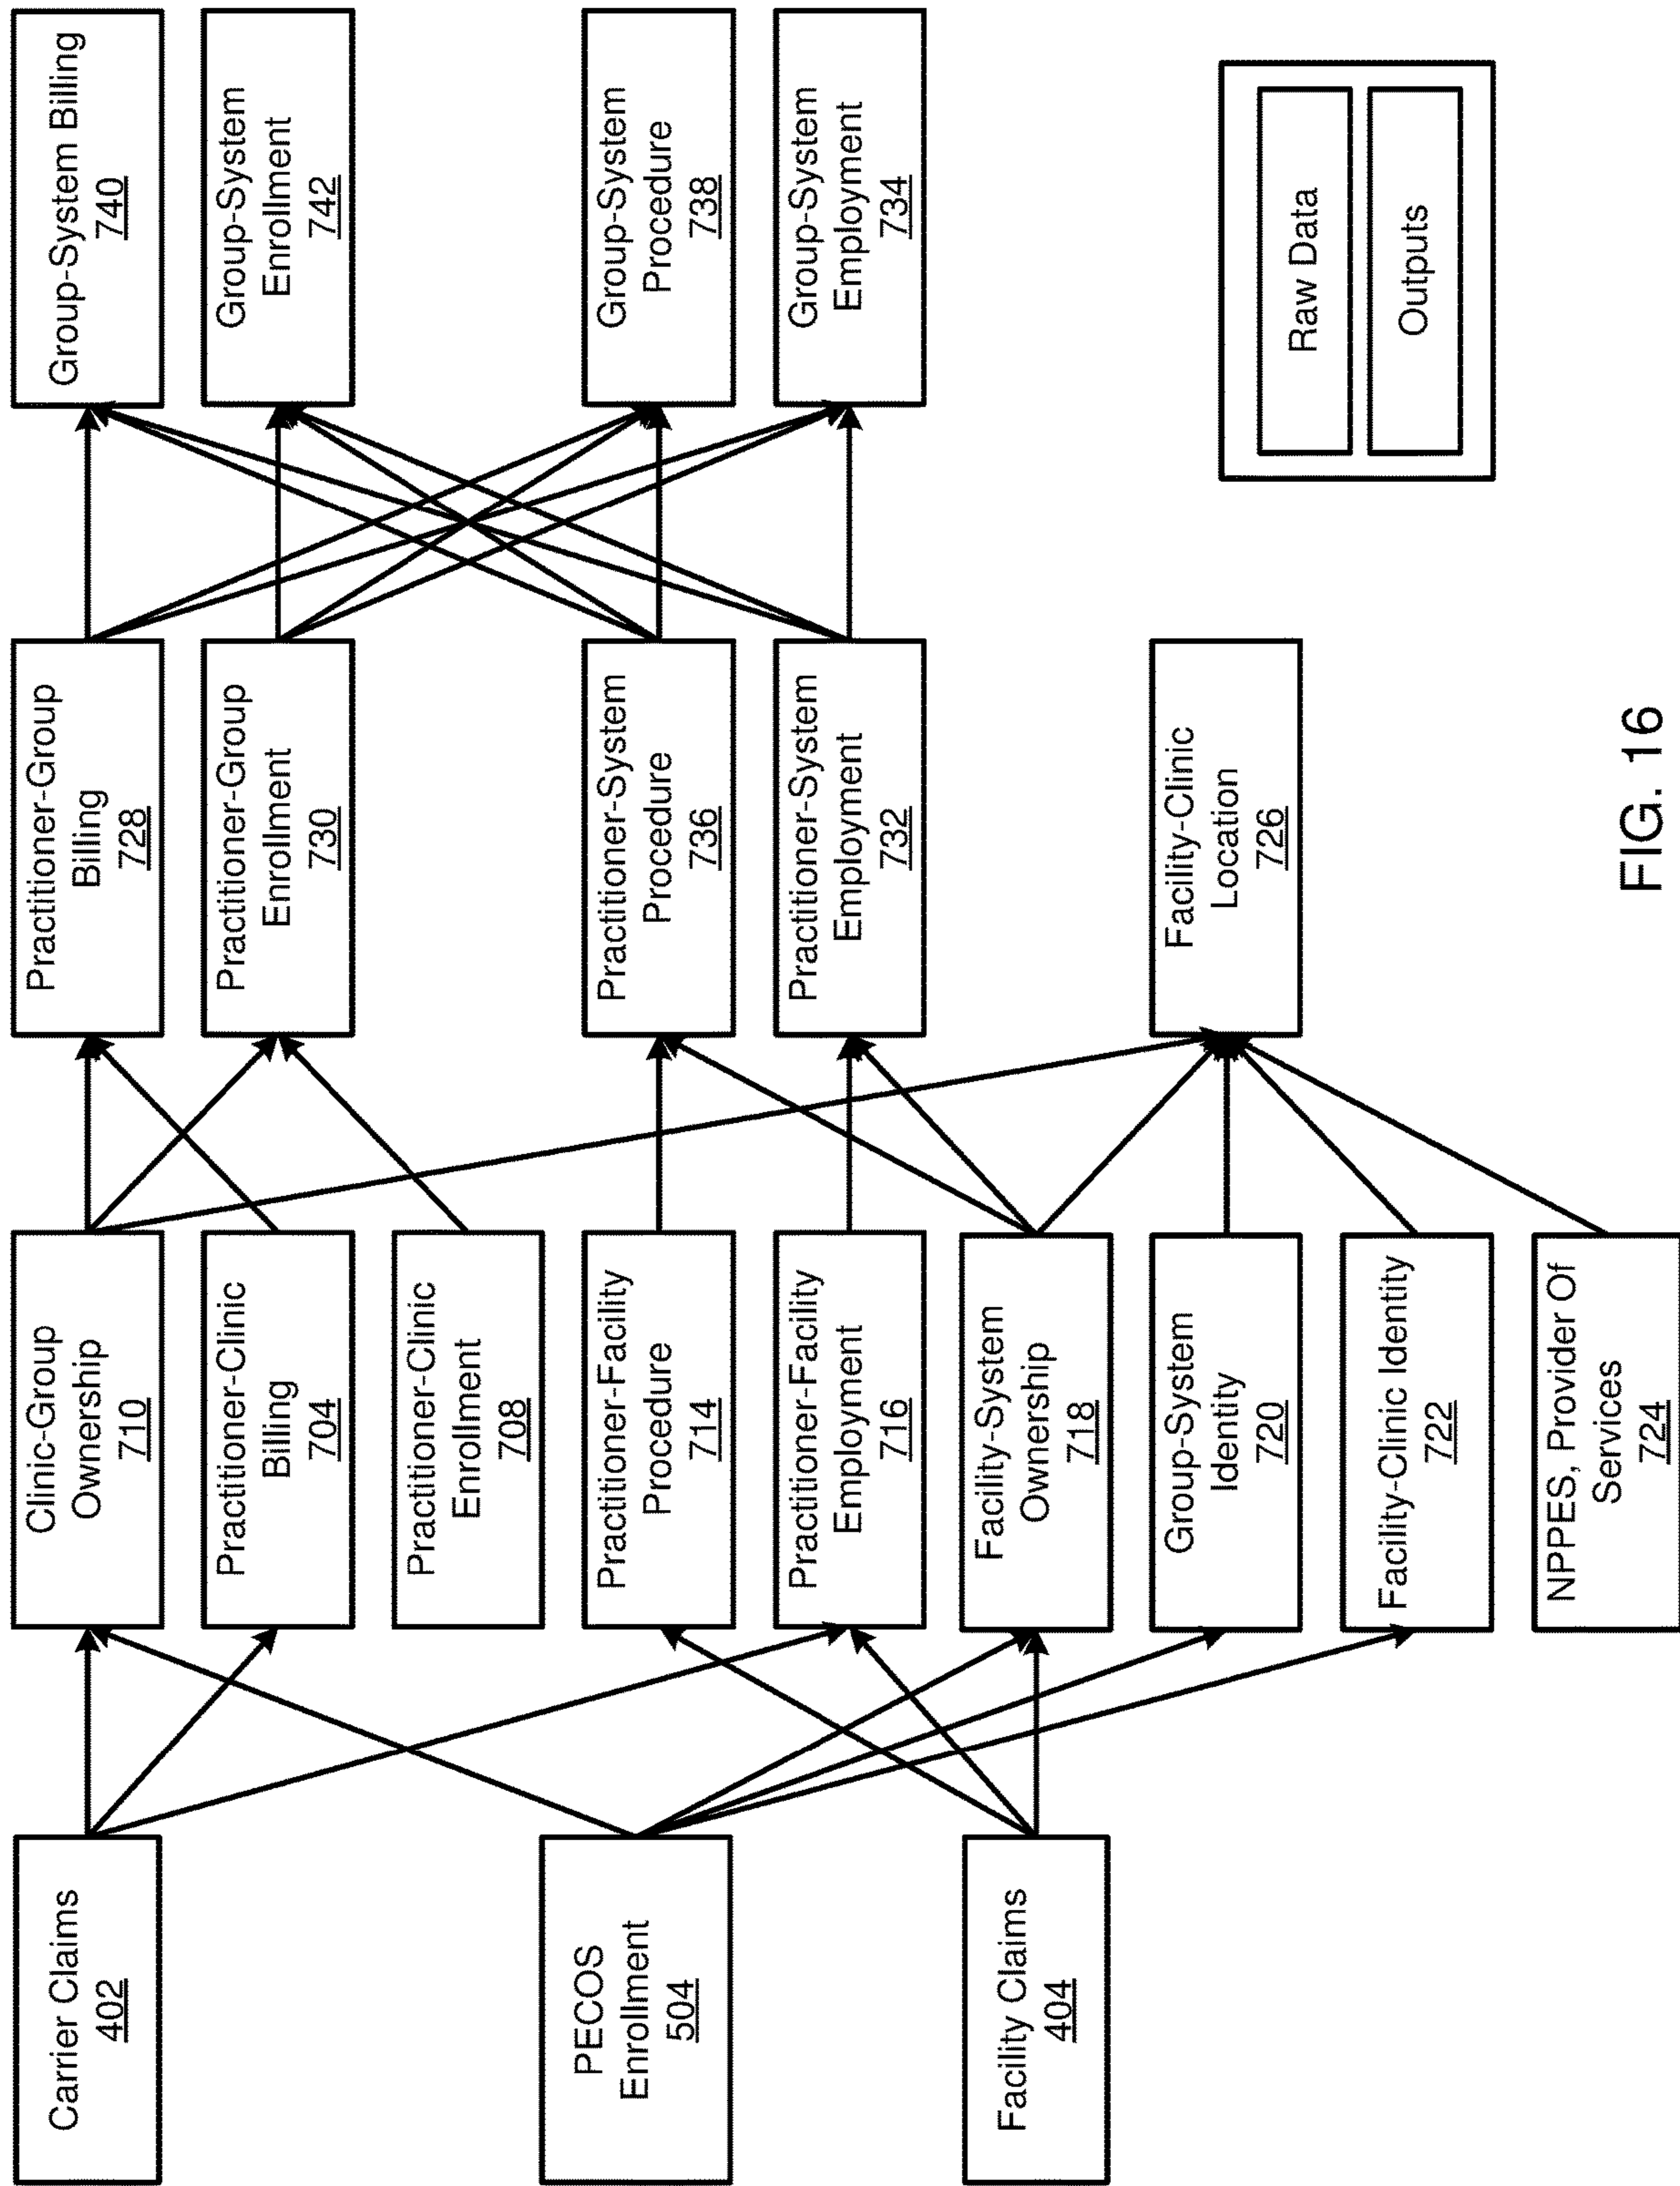 Carrier Claims
402
PECOS
Enrollment
504
Facility Claims
404
Clinic-Group
Ownership
710
Practitioner-Clinic
Billing
704
Practitioner-Clinic
Enrollment
708
Practitioner-Facility
Procedure
714
Practitioner-Facility
Employment
716
Facility-System
Ownership
718
Group-System
Identity
720
Facility-Clinic Identity
722
NPPES, Provider Of
Services
724
Practitioner-Group
Billing
728
Practitioner-Group
Enrollment
730
Practitioner-System
Procedure
736
Practitioner-System
Employment
732
Facility-Clinic
Location
726
Group-System Billing
740
Group-System
Enrollment
742
Group-System
Procedure
738
Group-System
Employment
734
Raw Data
Outputs
FIG. 16